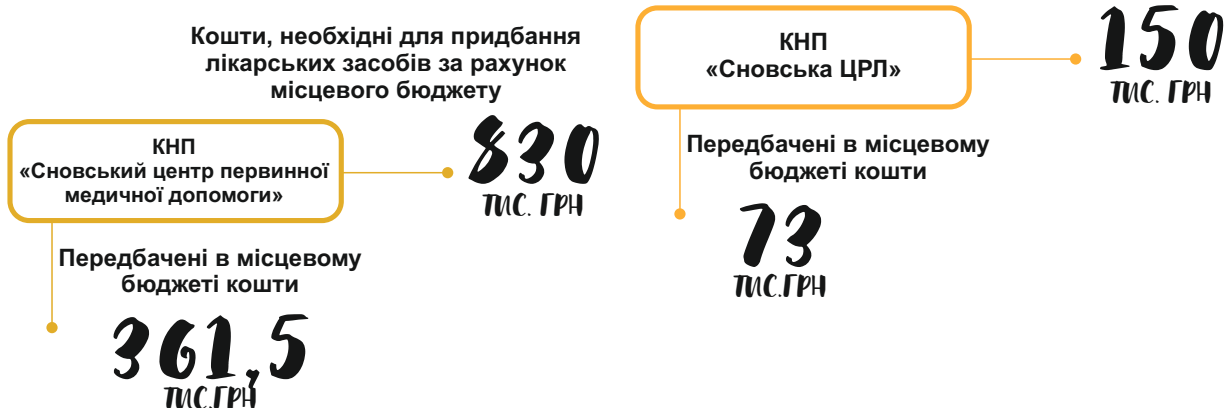 Кошти, необхідні для придбання
лікарських засобів за рахунок
місцевого бюджету
КНП
«Сновський центр первинної
медичної допомоги»
830
ТИС. ГРН
Передбачені в місцевому
бюджеті кошти
361,5
ТИС.ГРН
КНП
«Сновська ЦРЛ»
150
ТИС. ГРН
Передбачені в місцевому
бюджеті кошти
73
ТИС.ГРН